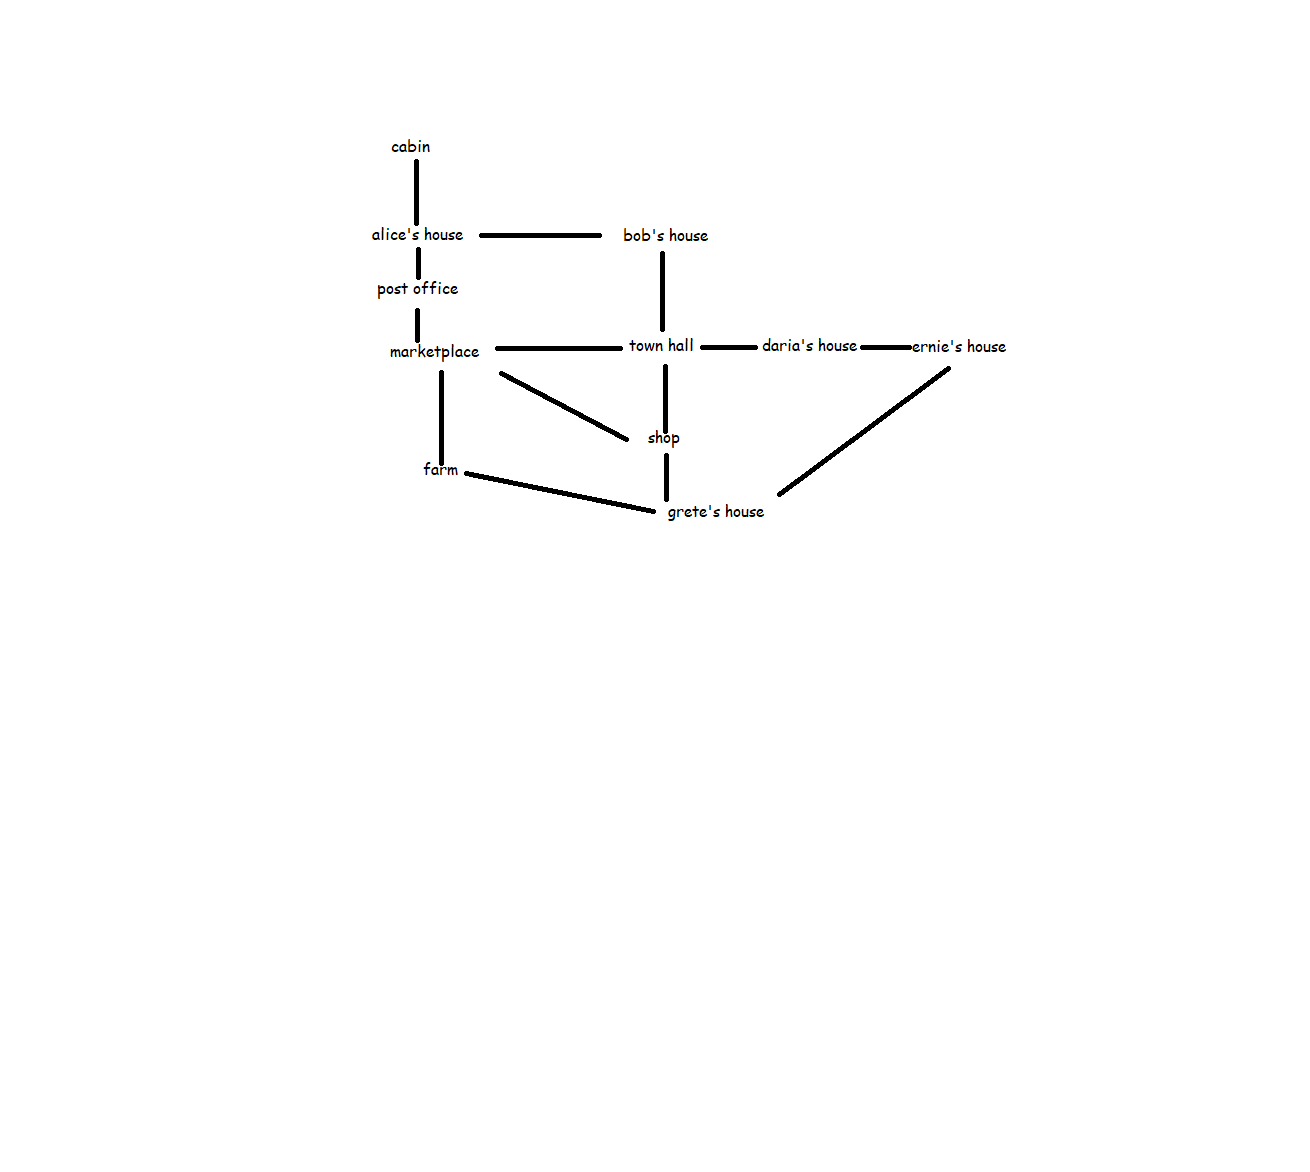 cabin
alice's house
bob's house
post office
marketplace
town hall
daria's house
ernie's house
shop
farm
grete's house